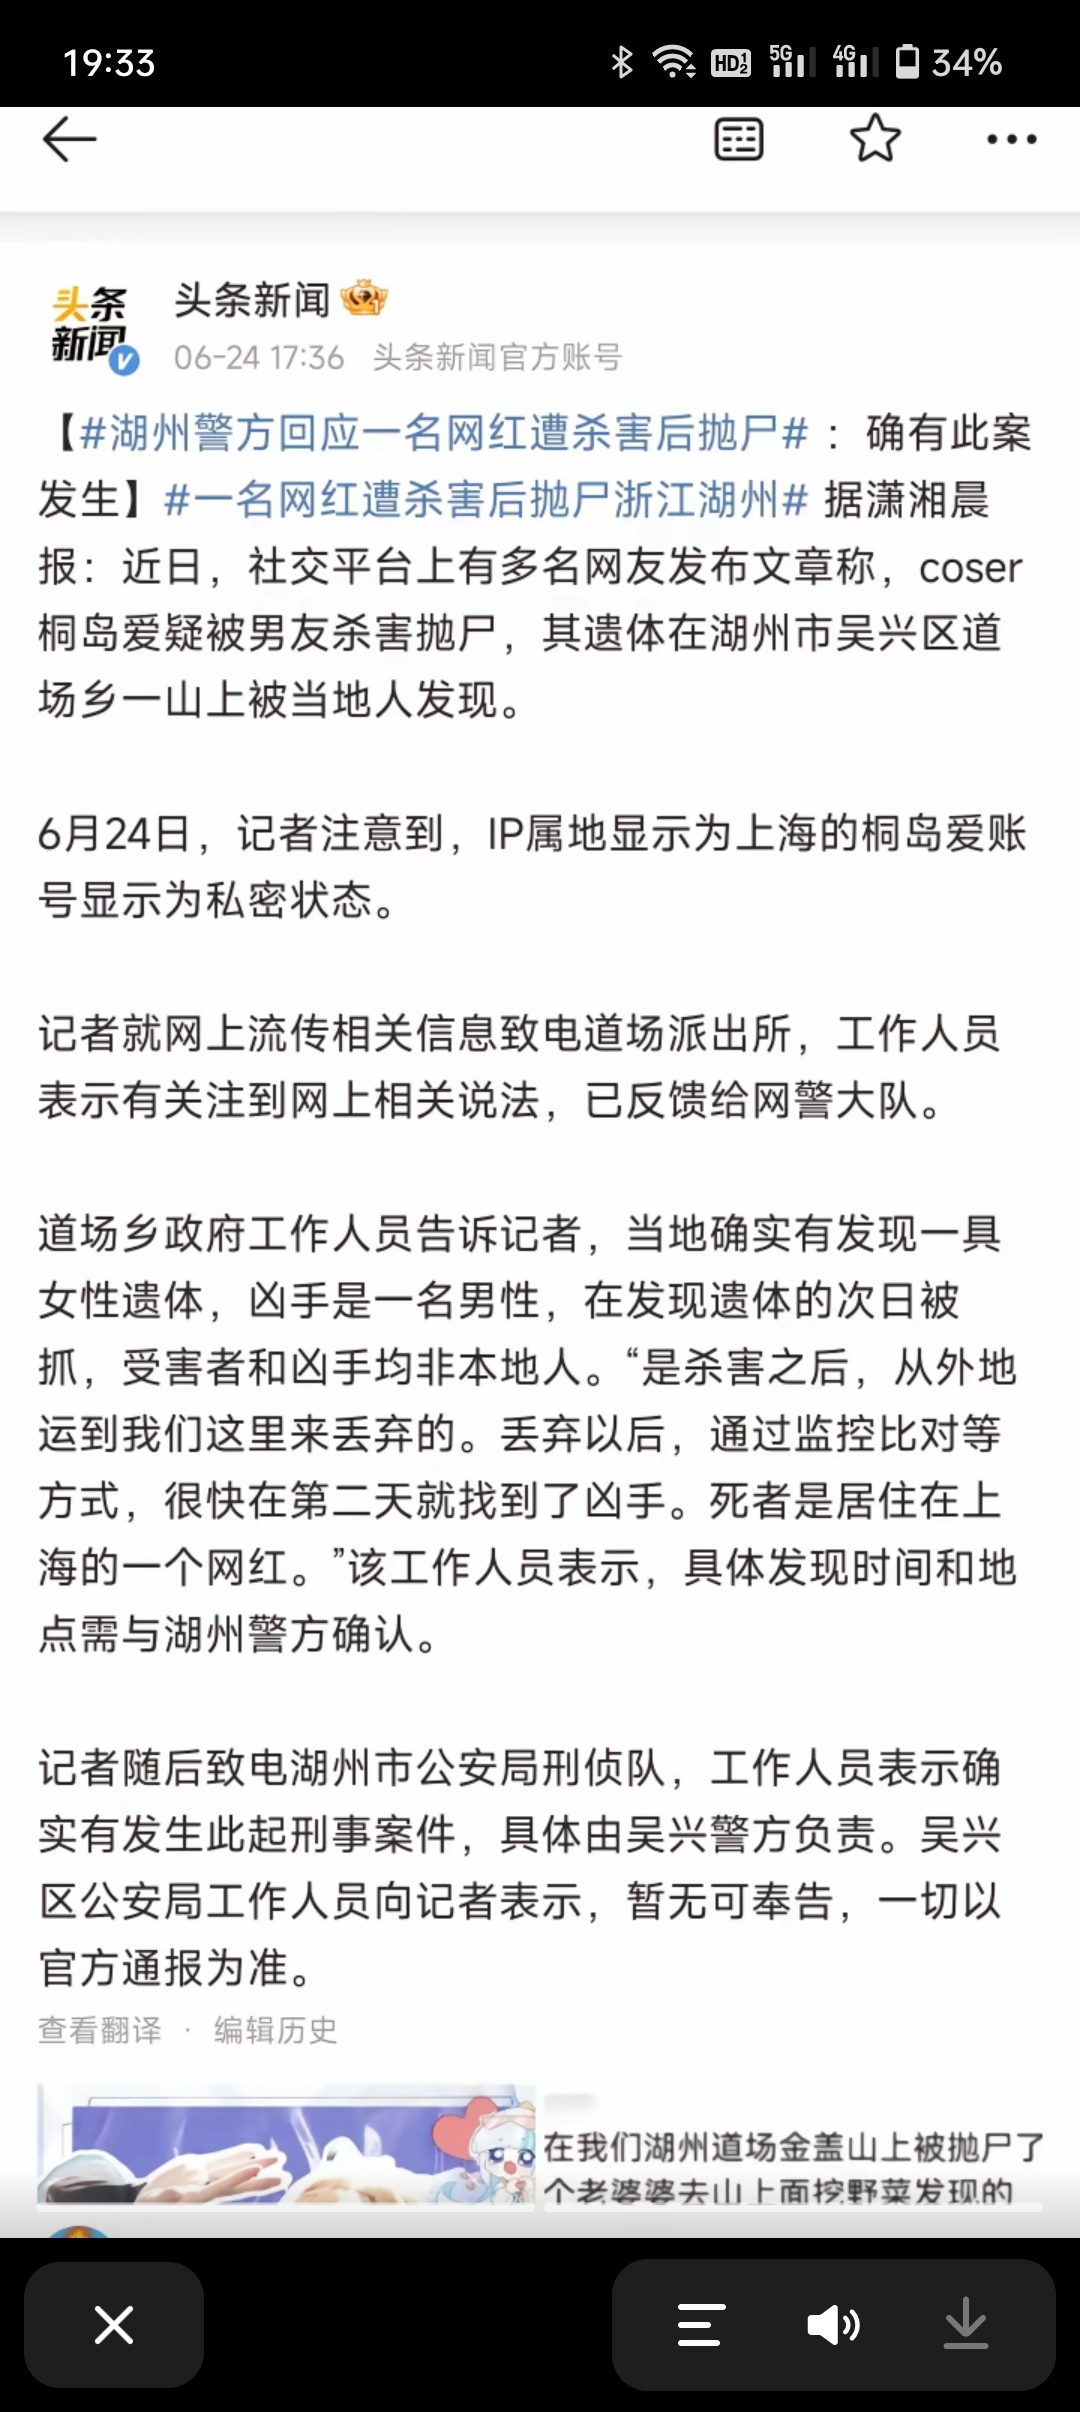 19:33
HD 1 2 5G 4G 34%
头条
新闻
头条新闻
06-24 17:36 头条新闻官方账号
【#湖州警方回应一名网红遭杀害后抛尸#：确有此案
发生】#一名网红遭杀害后抛尸浙江湖州# 据潇湘晨
报：近日，社交平台上有多名网友发布文章称，coser
桐岛爱疑被男友杀害抛尸，其遗体在湖州市吴兴区道
场乡一山上被当地人发现。
6月24日，记者注意到，IP属地显示为上海的桐岛爱账
号显示为私密状态。
记者就网上流传相关信息致电道场派出所，工作人员
表示有关注到网上相关说法，已反馈给网警大队。
道场乡政府工作人员告诉记者，当地确实有发现一具
女性遗体，凶手是一名男性，在发现遗体的次日被
抓，受害者和凶手均非本地人。“是杀害之后，从外地
运到我们这里来丢弃的。丢弃以后，通过监控比对等
方式，很快在第二天就找到了凶手。死者是居住在上
海的一个网红。”该工作人员表示，具体发现时间和地
点需与湖州警方确认。
记者随后致电湖州市公安局刑侦队，工作人员表示确
实有发生此起刑事案件，具体由吴兴警方负责。吴兴
区公安局工作人员向记者表示，暂无可奉告，一切以
官方通报为准。
查看翻译 · 编辑历史
在我们湖州道场金盖山上被抛尸了
个老婆婆去山上面挖野菜发现的